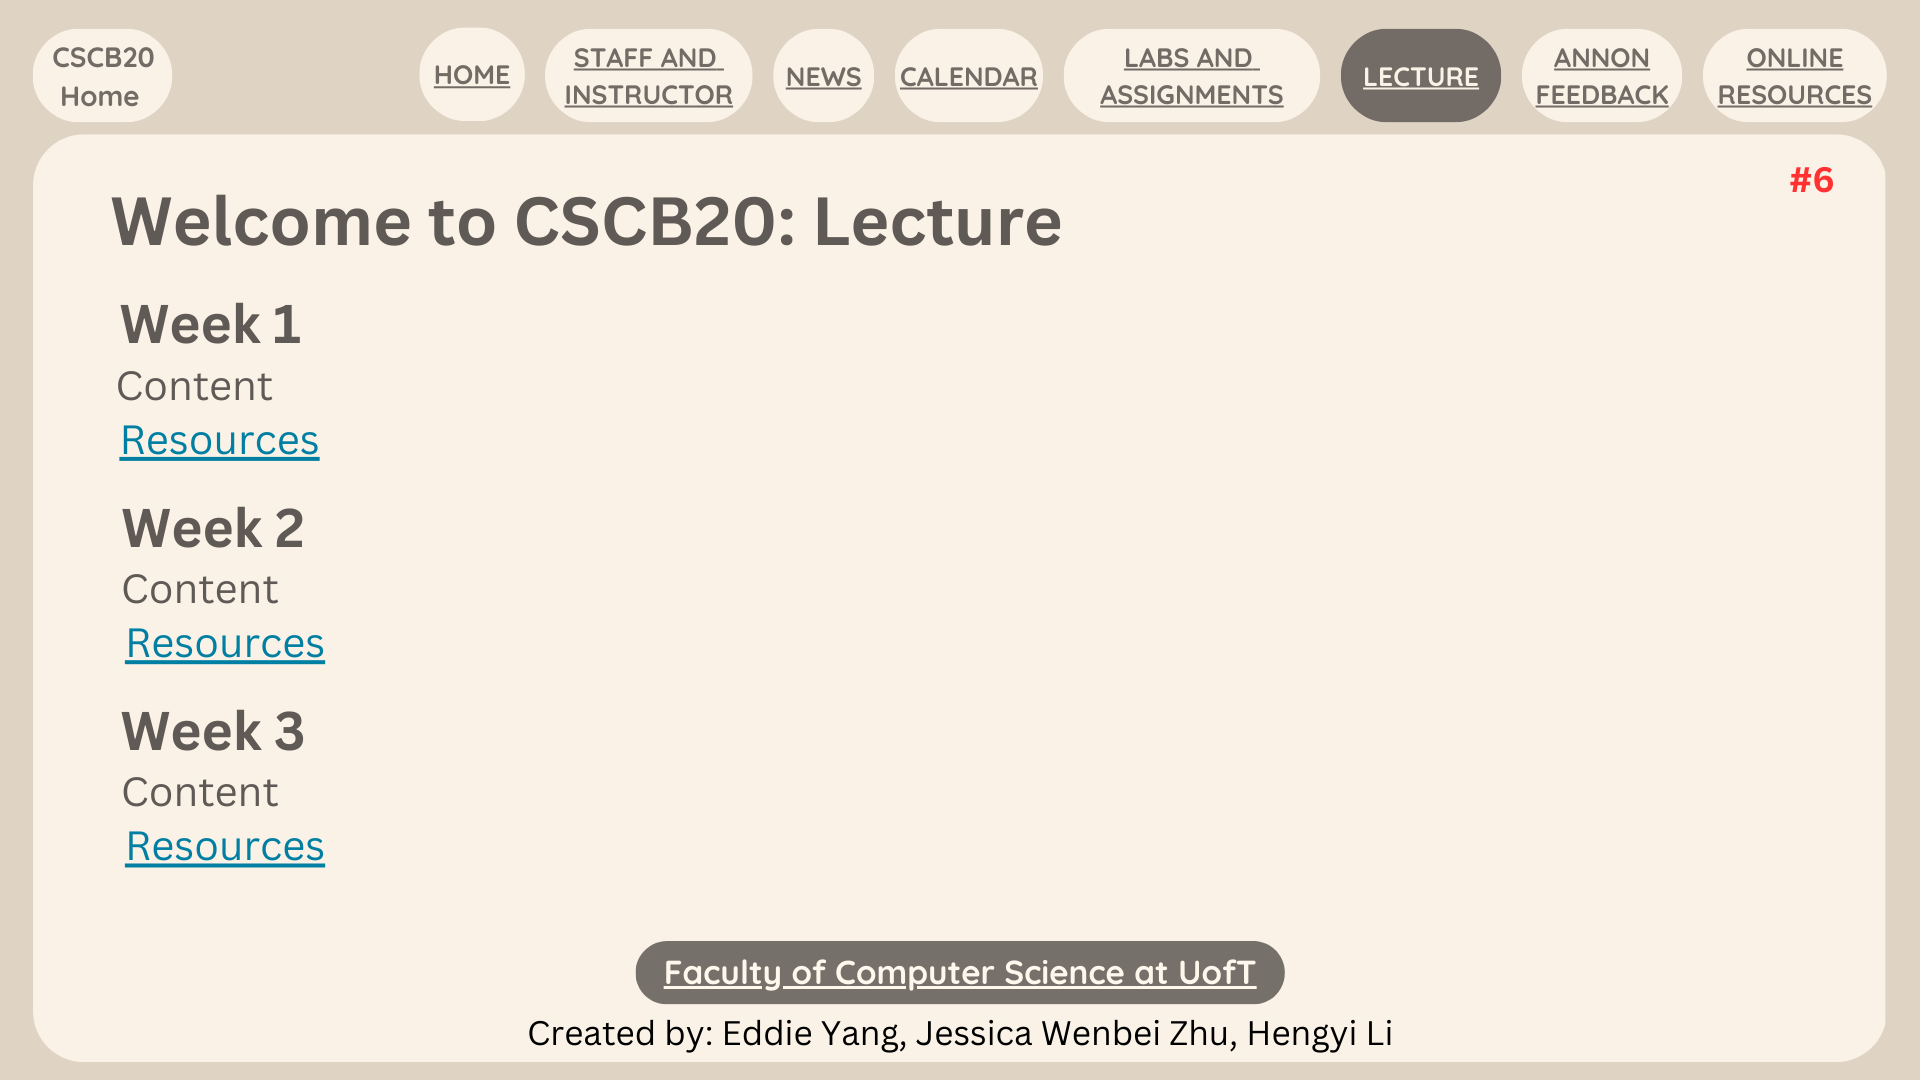 CSCB20
Home
HOME
STAFF AND
INSTRUCTOR
NEWS
CALENDAR
LABS AND
ASSIGNMENTS
LECTURE
ANNON
FEEDBACK
ONLINE
RESOURCES
#6
Welcome to CSCB20: Lecture
Week 1
Content
Resources
Week 2
Content
Resources
Week 3
Content
Resources
Faculty of Computer Science at UofT
Created by: Eddie Yang, Jessica Wenbei Zhu, Hengyi Li